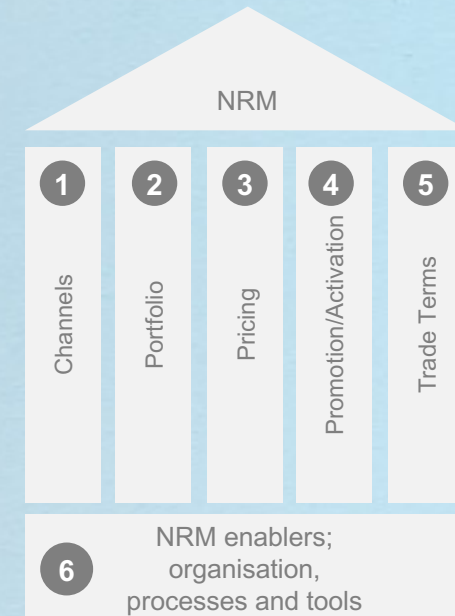 NRM
1
Channels
2
Portfolio
3
Pricing
4
Promotion/Activation
5
Trade Terms
6
NRM enablers;
organisation,
processes and tools